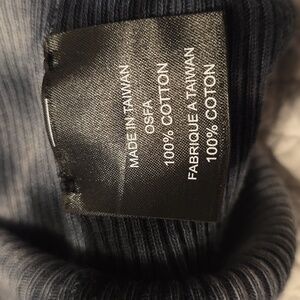 MADE IN TAIWAN
OSFA
100% COTTON
FABRIQUE A TAIWAN
100% COTON